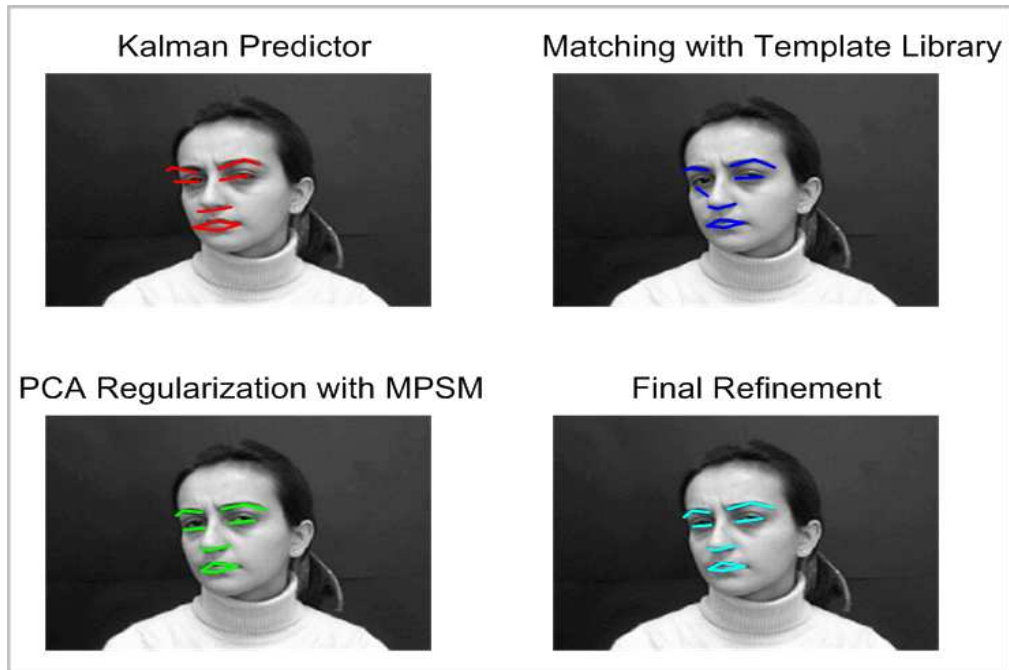 Kalman Predictor
Matching with Template Library
PCA Regularization with MPSM
Final Refinement